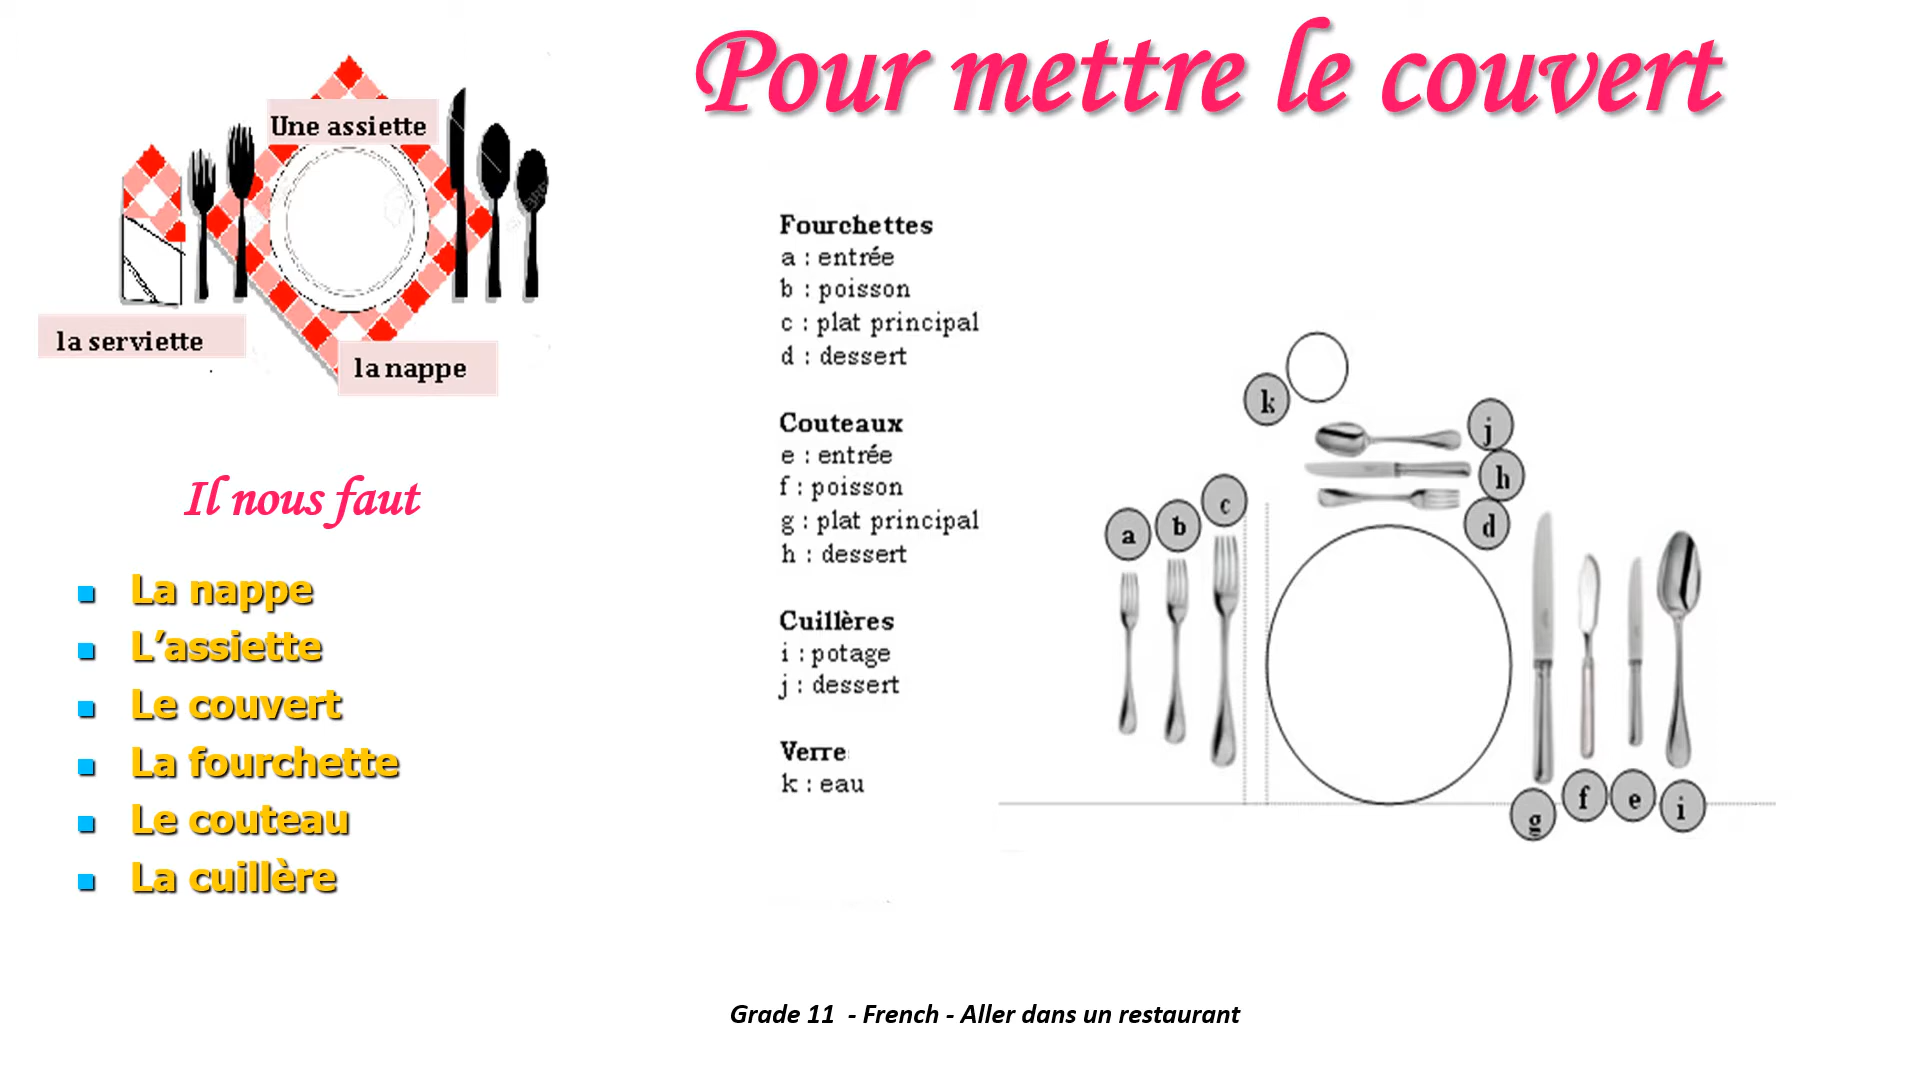 Pour mettre le couvert
Une assiette
la serviette
la nappe
Il nous faut
La nappe
L’assiette
Le couvert
La fourchette
Le couteau
La cuillère
Fourchettes
a : entrée
b : poisson
c : plat principal
d : dessert
Couteaux
e : entrée
f : poisson
g : plat principal
h : dessert
Cuillères
i : potage
j : dessert
Verre
k : eau
k
j
h
d
c
b
a
g
f
e
i
Grade 11 - French - Aller dans un restaurant